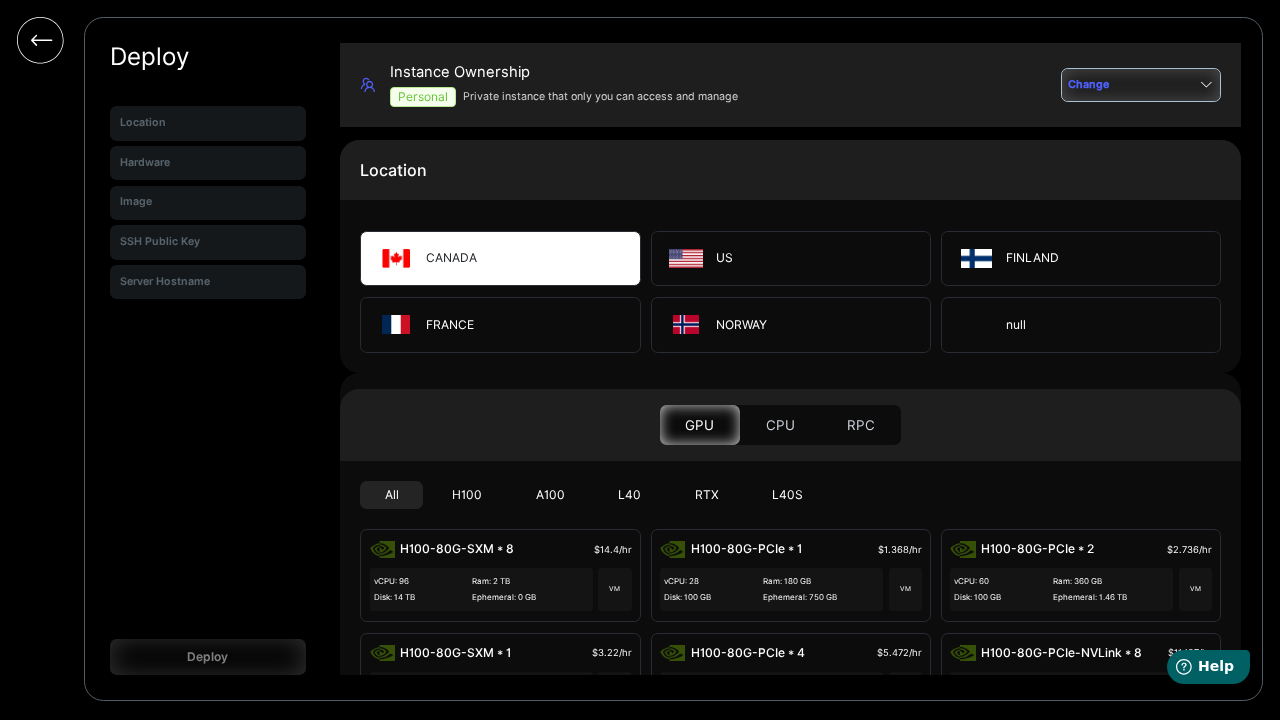 Deploy
Location
Hardware
Image
SSH Public Key
Server Hostname
Deploy
Instance Ownership
Personal Private instance that only you can access and manage
Change
Location
CANADA
US
FINLAND
FRANCE
NORWAY
null
GPU CPU RPC
All H100 A100 L40 RTX L40S
H100-80G-SXM * 8 $14.4/hr
vCPU: 96 Ram: 2 TB
Disk: 14 TB Ephemeral: 0 GB
VM
H100-80G-PCIe * 1 $1.368/hr
vCPU: 28 Ram: 180 GB
Disk: 100 GB Ephemeral: 750 GB
VM
H100-80G-PCIe * 2 $2.736/hr
vCPU: 60 Ram: 360 GB
Disk: 100 GB Ephemeral: 1.46 TB
VM
H100-80G-SXM * 1 $3.22/hr
H100-80G-PCIe * 4 $5.472/hr
H100-80G-PCIe-NVLink * 8
Help